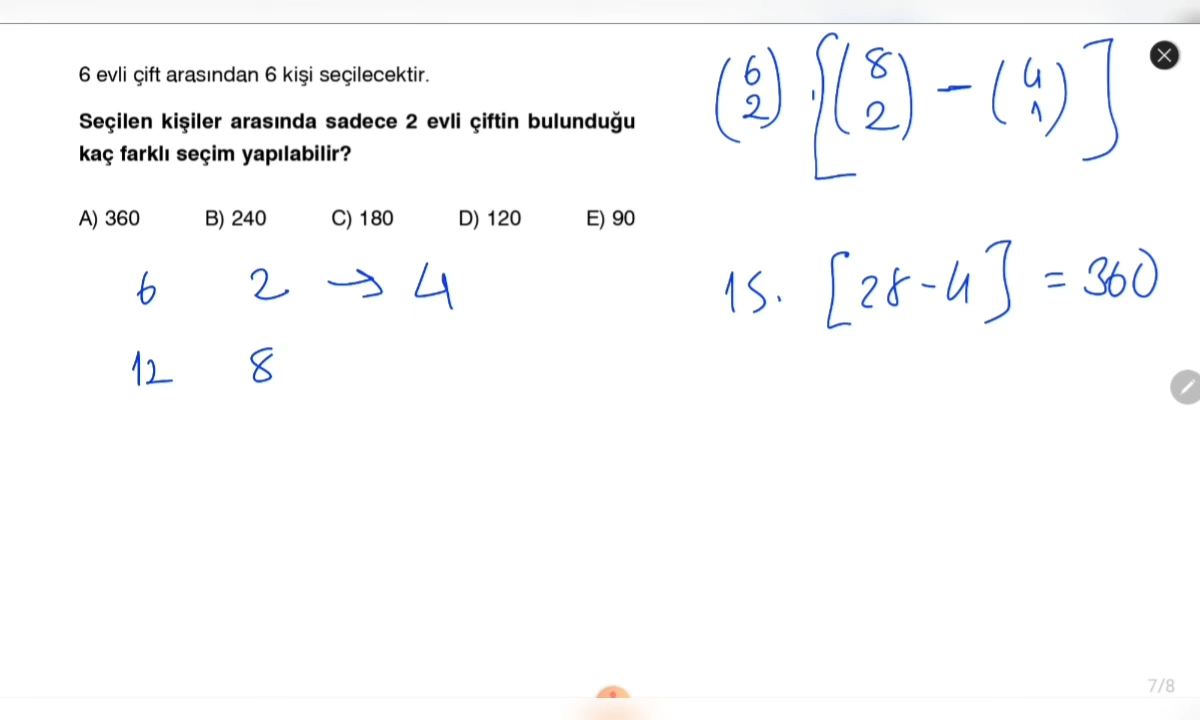 6 evli çift arasından 6 kişi seçilecektir.
Seçilen kişiler arasında sadece 2 evli çiftin bulunduğu
kaç farklı seçim yapılabilir?
A) 360 B) 240 C) 180 D) 120 E) 90
6 2 → 4
12 8
(6 2) · [(8 2) - (4 1)]
15. [28-4] = 360
7/8